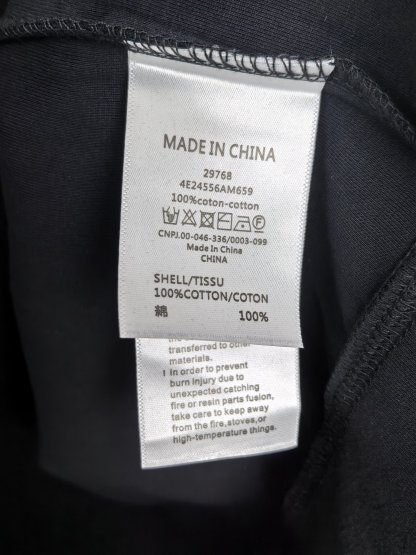 MADE IN CHINA
29768
4E24556AM659
100%coton-cotton
CNPJ.00-046-336/0003-099
Made In China
CHINA
SHELL/TISSU
100%COTTON/COTON
綿 100%
transferred to other
materials.
! In order to prevent
burn injury due to
unexpected catching
fire or resin parts fusion,
take care to keep away
from the fire,stoves,or
high-temperature things.